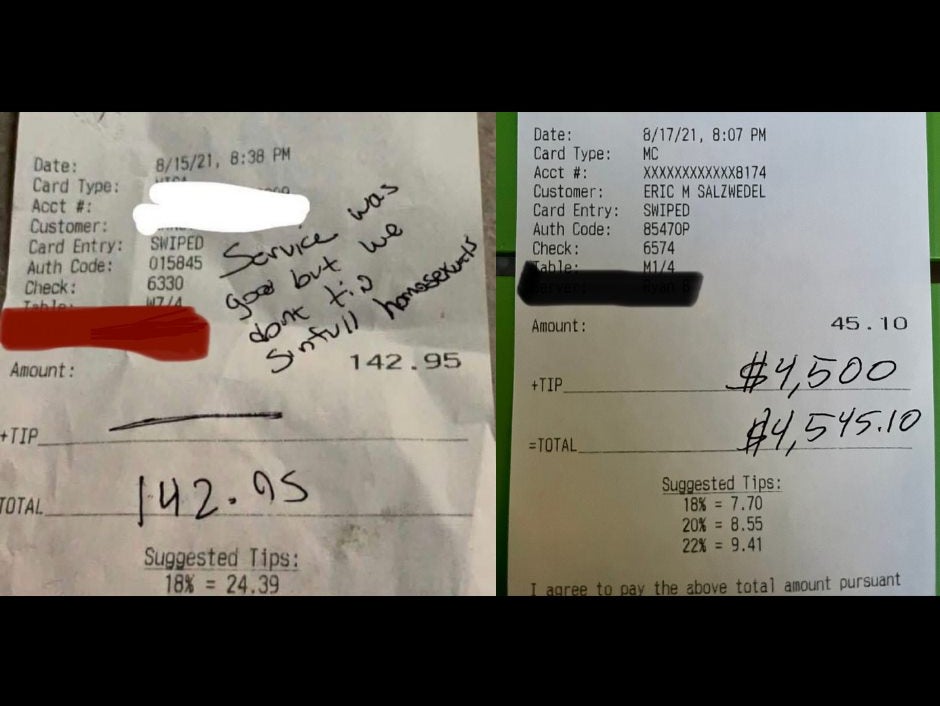 Date: 8/15/21, 8:38 PM
Card Type:
Acct #:
Customer:
Card Entry: SWIPED
Auth Code: 015845
Check: 6330
Table: W7/4
Service was
good but we
dont tip
sinfull homosexuals
Amount: 142.95
+TIP
TOTAL 142.95
Suggested Tips:
18% = 24.39
Date: 8/17/21, 8:07 PM
Card Type: MC
Acct #: XXXXXXXXXXXX8174
Customer: ERIC M SALZWEDEL
Card Entry: SWIPED
Auth Code: 85470P
Check: 6574
Table: M1/4
Server: Ryan B
Amount: 45.10
+TIP $4,500
=TOTAL $4,545.10
Suggested Tips:
18% = 7.70
20% = 8.55
22% = 9.41
I agree to pay the above total amount pursuant